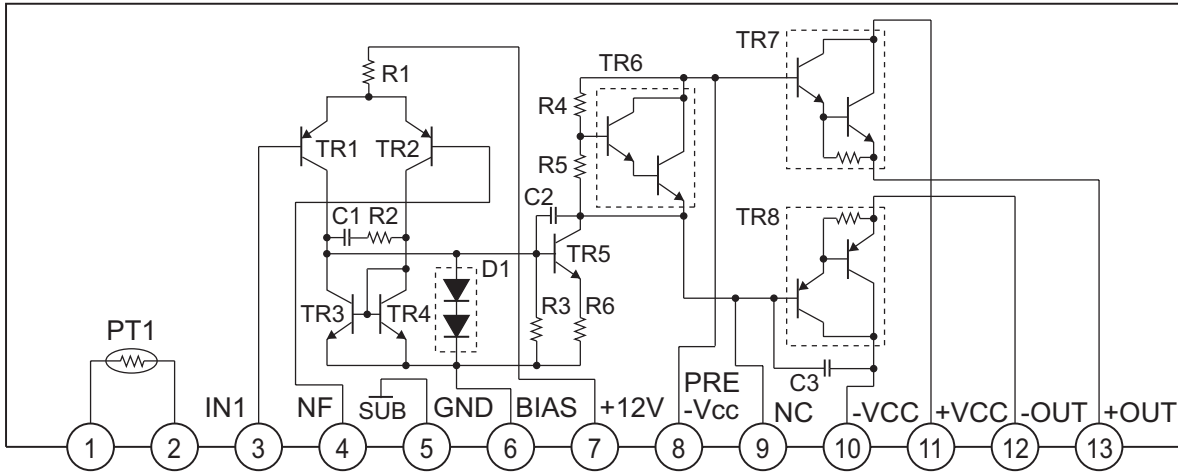 TR7
R1
TR6
R4
TR1
TR2
R5
C2
TR8
C1
R2
TR5
D1
TR3
TR4
R3
R6
PT1
C3
IN1
NF
SUB
GND
BIAS
+12V
PRE
-Vcc
NC
-VCC
+VCC
-OUT
+OUT
1
2
3
4
5
6
7
8
9
10
11
12
13